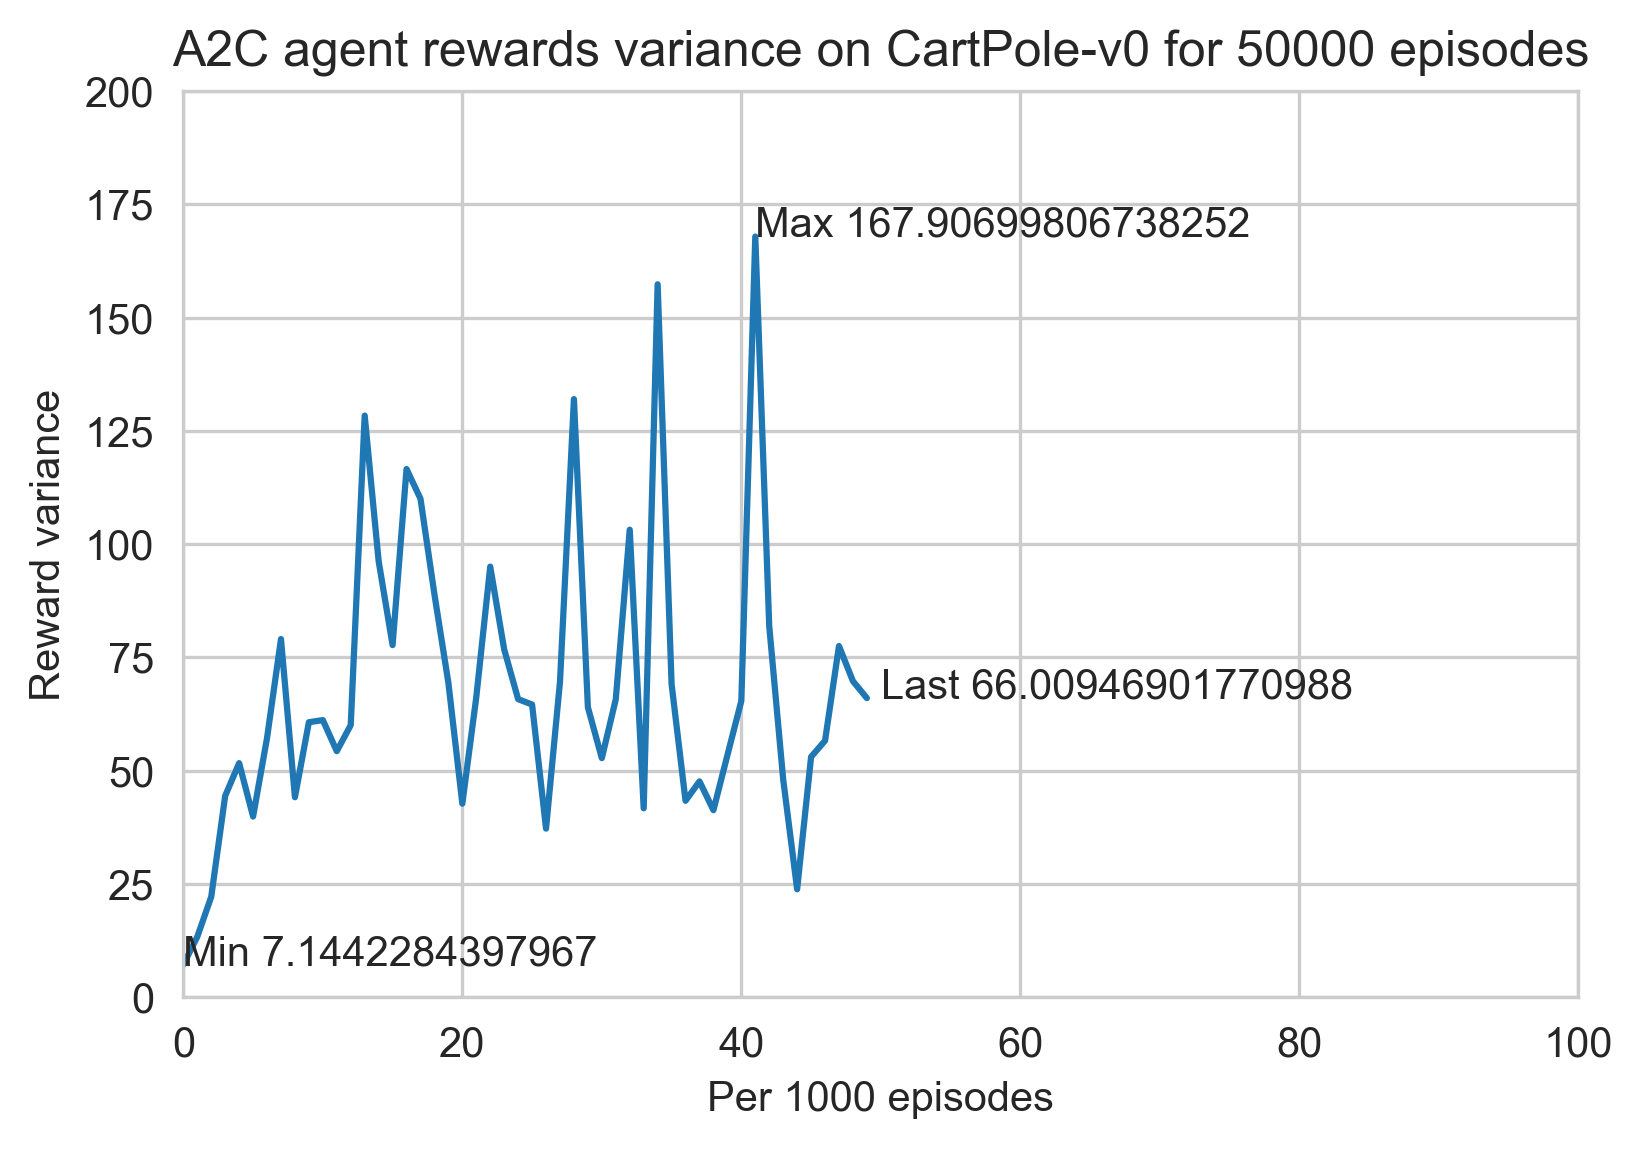 A2C agent rewards variance on CartPole-v0 for 50000 episodes
200
175
Max 167.90699806738252
150
125
Reward variance
100
75
Last 66.00946901770988
50
25
Min 7.1442284397967
0
0 20 40 60 80 100
Per 1000 episodes